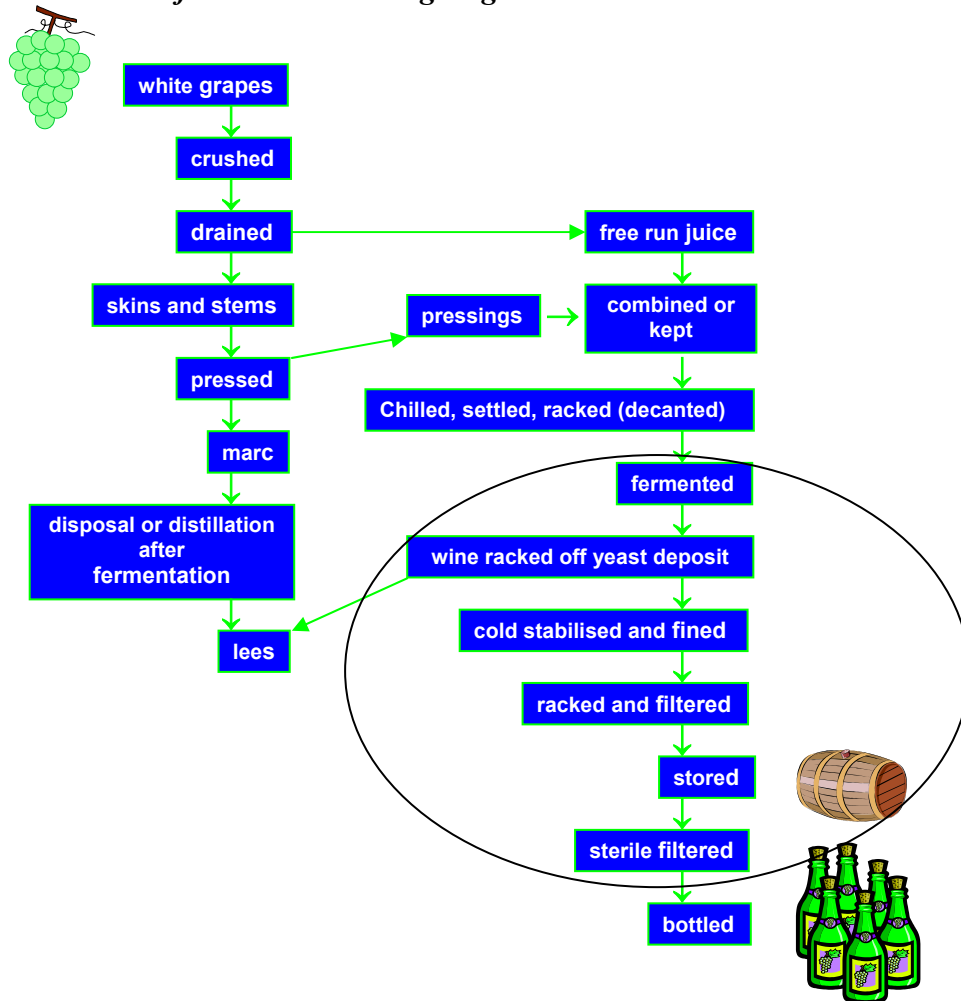 white grapes
crushed
drained
free run juice
skins and stems
pressings
combined or
kept
pressed
Chilled, settled, racked (decanted)
marc
fermented
disposal or distillation
after
fermentation
wine racked off yeast deposit
cold stabilised and fined
lees
racked and filtered
stored
sterile filtered
bottled